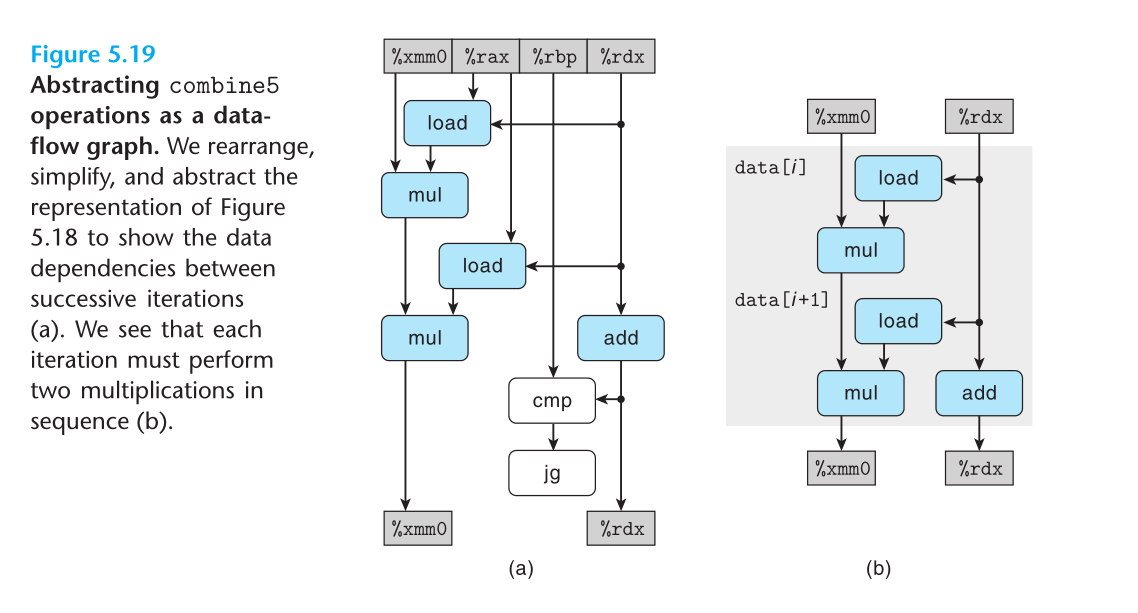 Figure 5.19
Abstracting combine5
operations as a data-
flow graph. We rearrange,
simplify, and abstract the
representation of Figure
5.18 to show the data
dependencies between
successive iterations
(a). We see that each
iteration must perform
two multiplications in
sequence (b).
%xmm0 %rax %rbp %rdx
load
mul
load
mul add
cmp
jg
%xmm0 %rdx
(a)
%xmm0 %rdx
data[i] load
mul
data[i+1]
load
mul add
%xmm0 %rdx
(b)